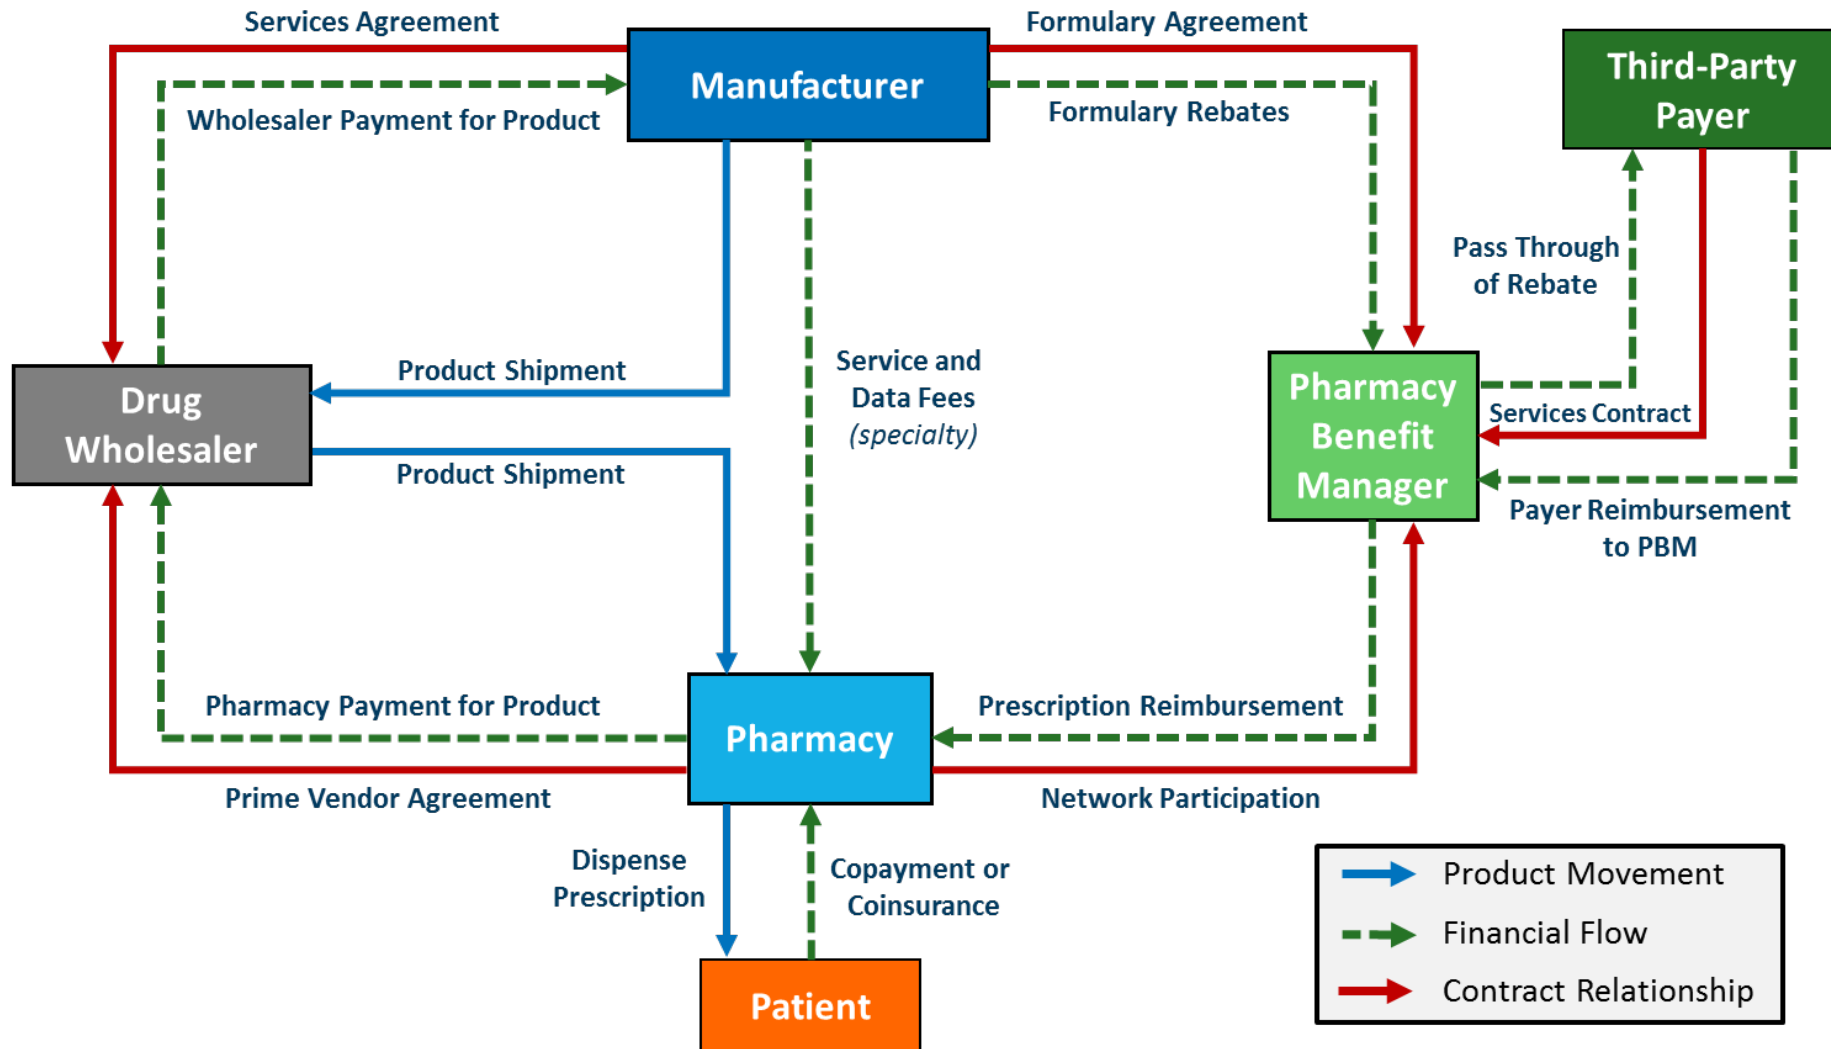 Services Agreement
Formulary Agreement
Manufacturer
Third-Party
Payer
Wholesaler Payment for Product
Formulary Rebates
Pass Through
of Rebate
Product Shipment
Service and
Data Fees
(specialty)
Drug
Wholesaler
Pharmacy
Benefit
Manager
Services Contract
Product Shipment
Payer Reimbursement
to PBM
Pharmacy Payment for Product
Prescription Reimbursement
Pharmacy
Prime Vendor Agreement
Network Participation
Dispense
Prescription
Copayment or
Coinsurance
Patient
Product Movement
Financial Flow
Contract Relationship